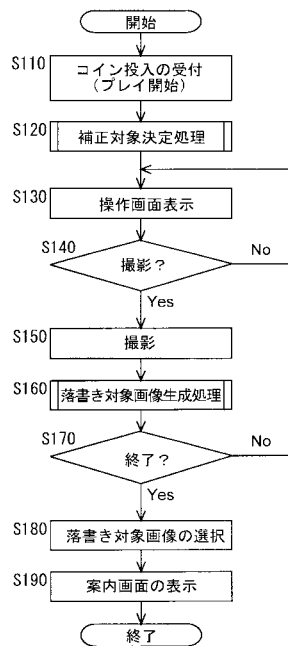 開始
S110
コイン投入の受付
(プレイ開始)
S120
補正対象決定処理
S130
操作画面表示
S140
撮影?
No
Yes
S150
撮影
S160
落書き対象画像生成処理
S170
終了?
No
Yes
S180
落書き対象画像の選択
S190
案内画面の表示
終了